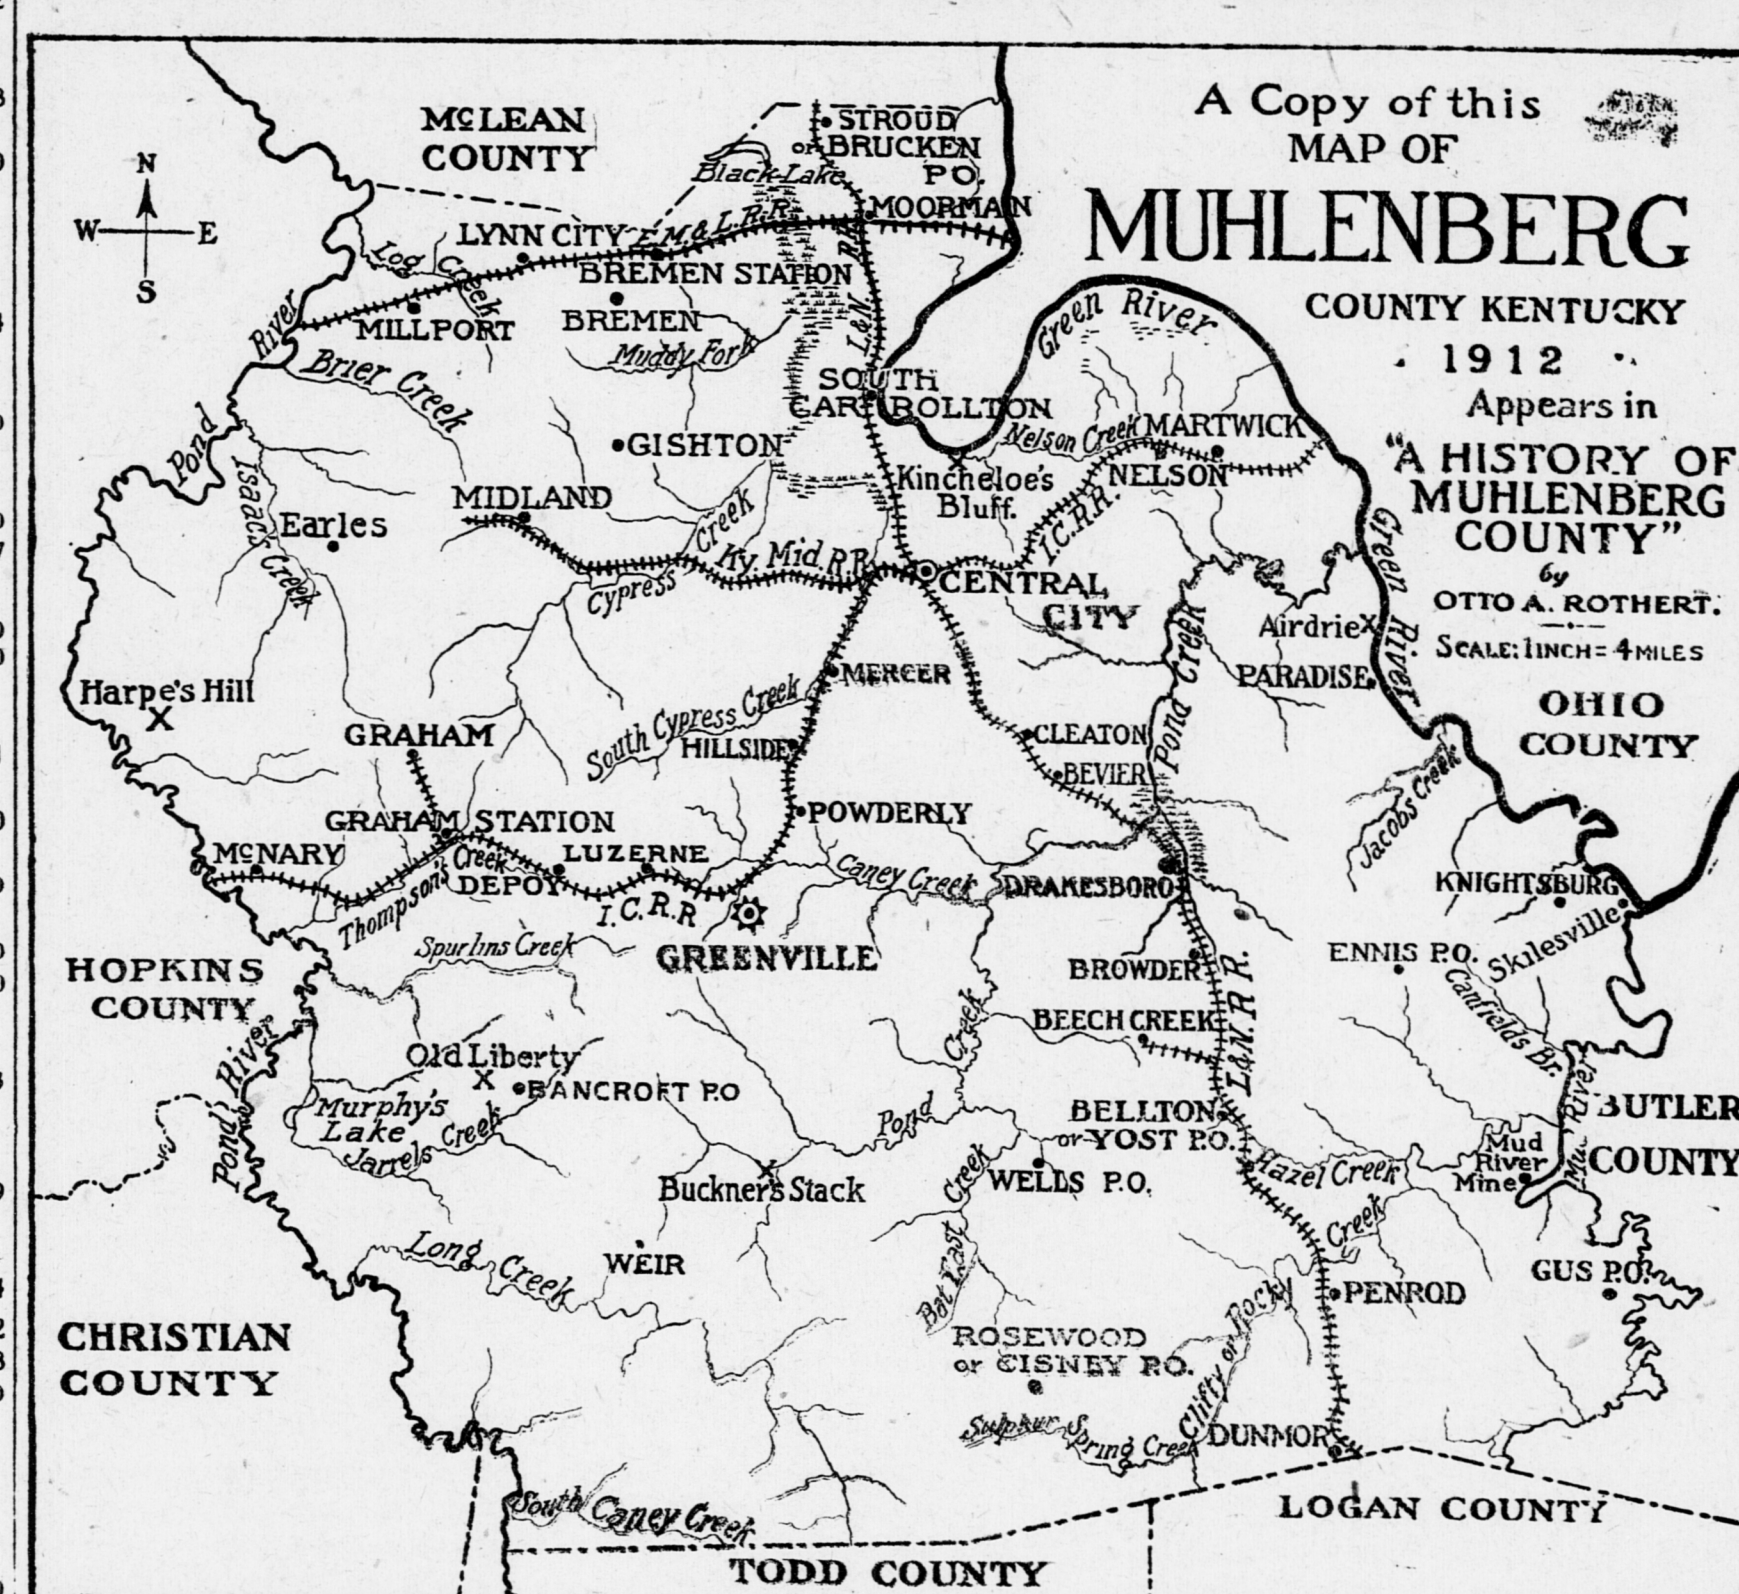 A Copy of this
MAP OF
MUHLENBERG
COUNTY KENTUCKY
1912
Appears in
"A HISTORY OF
MUHLENBERG
COUNTY"
by
OTTO A. ROTHERT.
SCALE: 1 INCH = 4 MILES
OHIO
COUNTY
McLEAN
COUNTY
N
W
E
S
STROUD
or BRUCKEN
P.O.
Black Lake
MOORMAN
LYNN CITY
E.M.& L.R.R.
Log Creek
BREMEN STATION
L.& N. R.R.
MILLPORT
BREMEN
River
Muddy Fork
Green River
Brier Creek
SOUTH
CARROLLTON
Nelson Creek
MARTWICK
Pond
GISHTON
Kincheloe's
Bluff.
NELSON
MIDLAND
I.C.R.R.
Isaacs Creek
Earles
Creek
Ky. Mid. R.R.
Cypress
CENTRAL
CITY
Green River
Airdrie
Pond Creek
PARADISE
MERCER
Harpe's Hill
South Cypress Creek
GRAHAM
HILLSIDE
CLEATON
BEVIER
Jacobs Creek
POWDERLY
GRAHAM STATION
McNARY
Thompsons Creek
LUZERNE
DEPOY
Caney Creek
DRAKESBORO
KNIGHTSBURG
I.C.R.R
Skilesville
Spurlins Creek
GREENVILLE
ENNIS P.O.
BROWDER
L&N.R R.
HOPKINS
COUNTY
Canfields Br.
BEECH CREEK
Creek
Pond River
Old Liberty
BANCROFT P.O
Murphy's
Lake
Jarrels Creek
Pond
BELLTON
or YOST P.O.
Mud River
BUTLER
COUNTY
Mud
River
Mine
Hazel Creek
WELLS P.O.
Buckner's Stack
Bat East Creek
Long Creek
WEIR
Clifty or Rocky Creek
GUS P.O.
PENROD
CHRISTIAN
COUNTY
ROSEWOOD
or CISNEY P.O.
Sulphur Spring Creek
DUNMOR
South Caney Creek
LOGAN COUNTY
TODD COUNTY